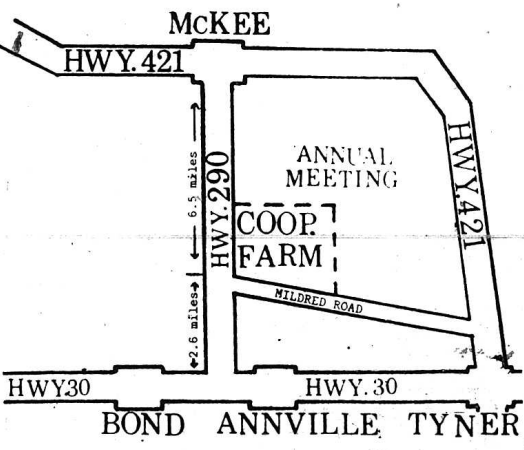 McKEE
HWY. 421
6.5 miles
HWY. 290
ANNUAL
MEETING
HWY. 421
COOP.
FARM
MILDRED ROAD
2.6 miles
HWY30
HWY. 30
BOND
ANNVILLE
TYNER